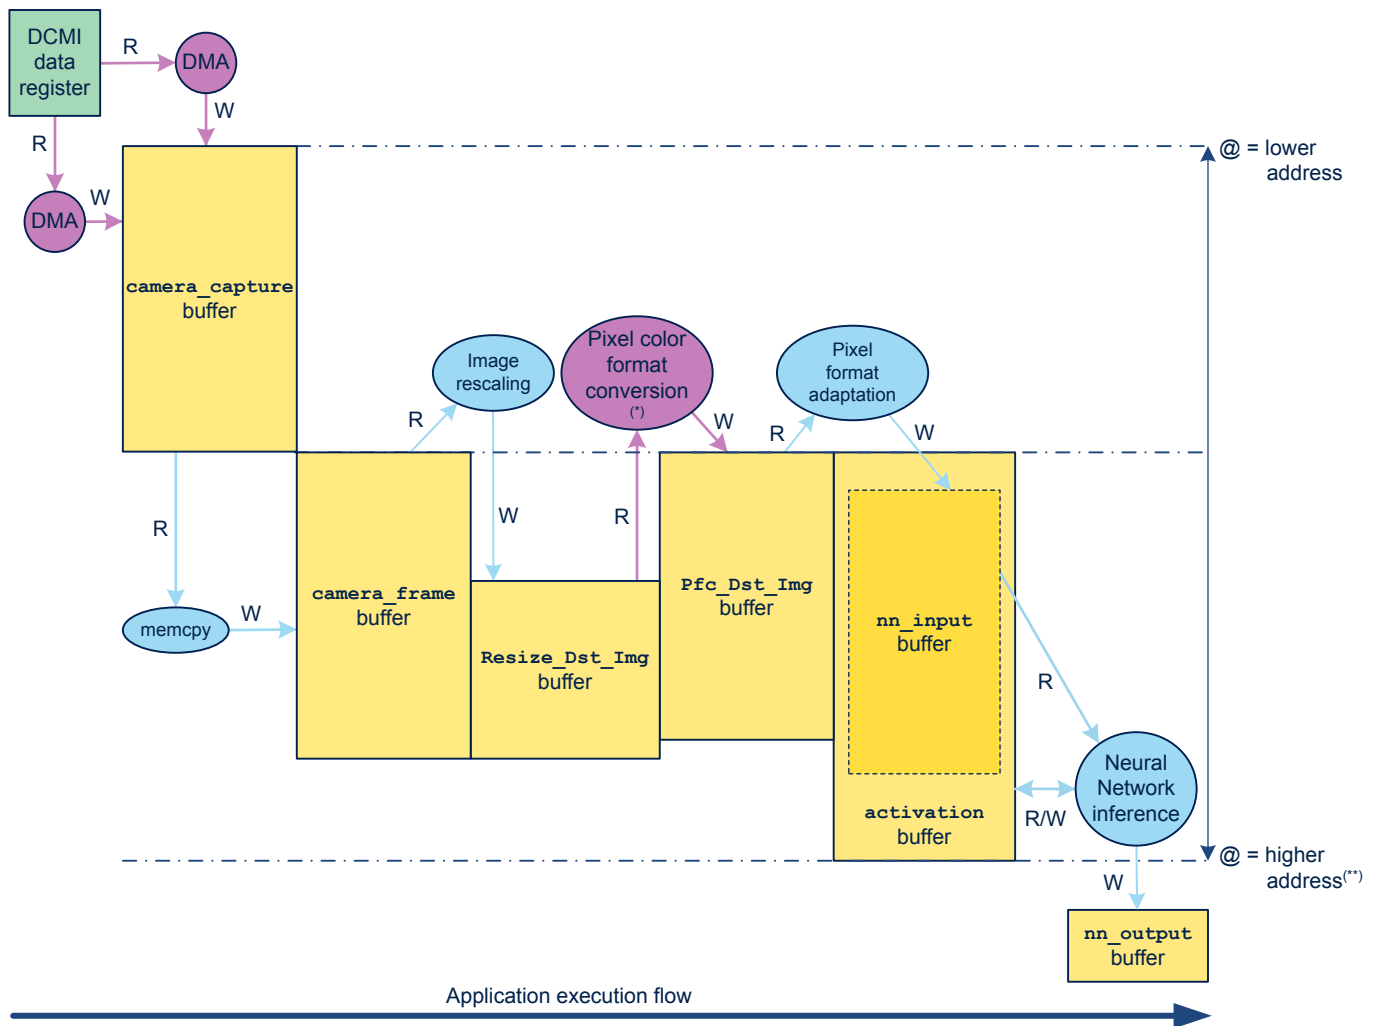 DCMI
data
register
R
DMA
W
R
DMA
W
@ = lower
address
camera_capture
buffer
Image
rescaling
Pixel color
format
conversion
(*)
Pixel
format
adaptation
R
W
R
W
R
W
R
memcpy
W
camera_frame
buffer
Resize_Dst_Img
buffer
Pfc_Dst_Img
buffer
nn_input
buffer
R
activation
buffer
R/W
Neural
Network
inference
@ = higher
address(**)
W
nn_output
buffer
Application execution flow